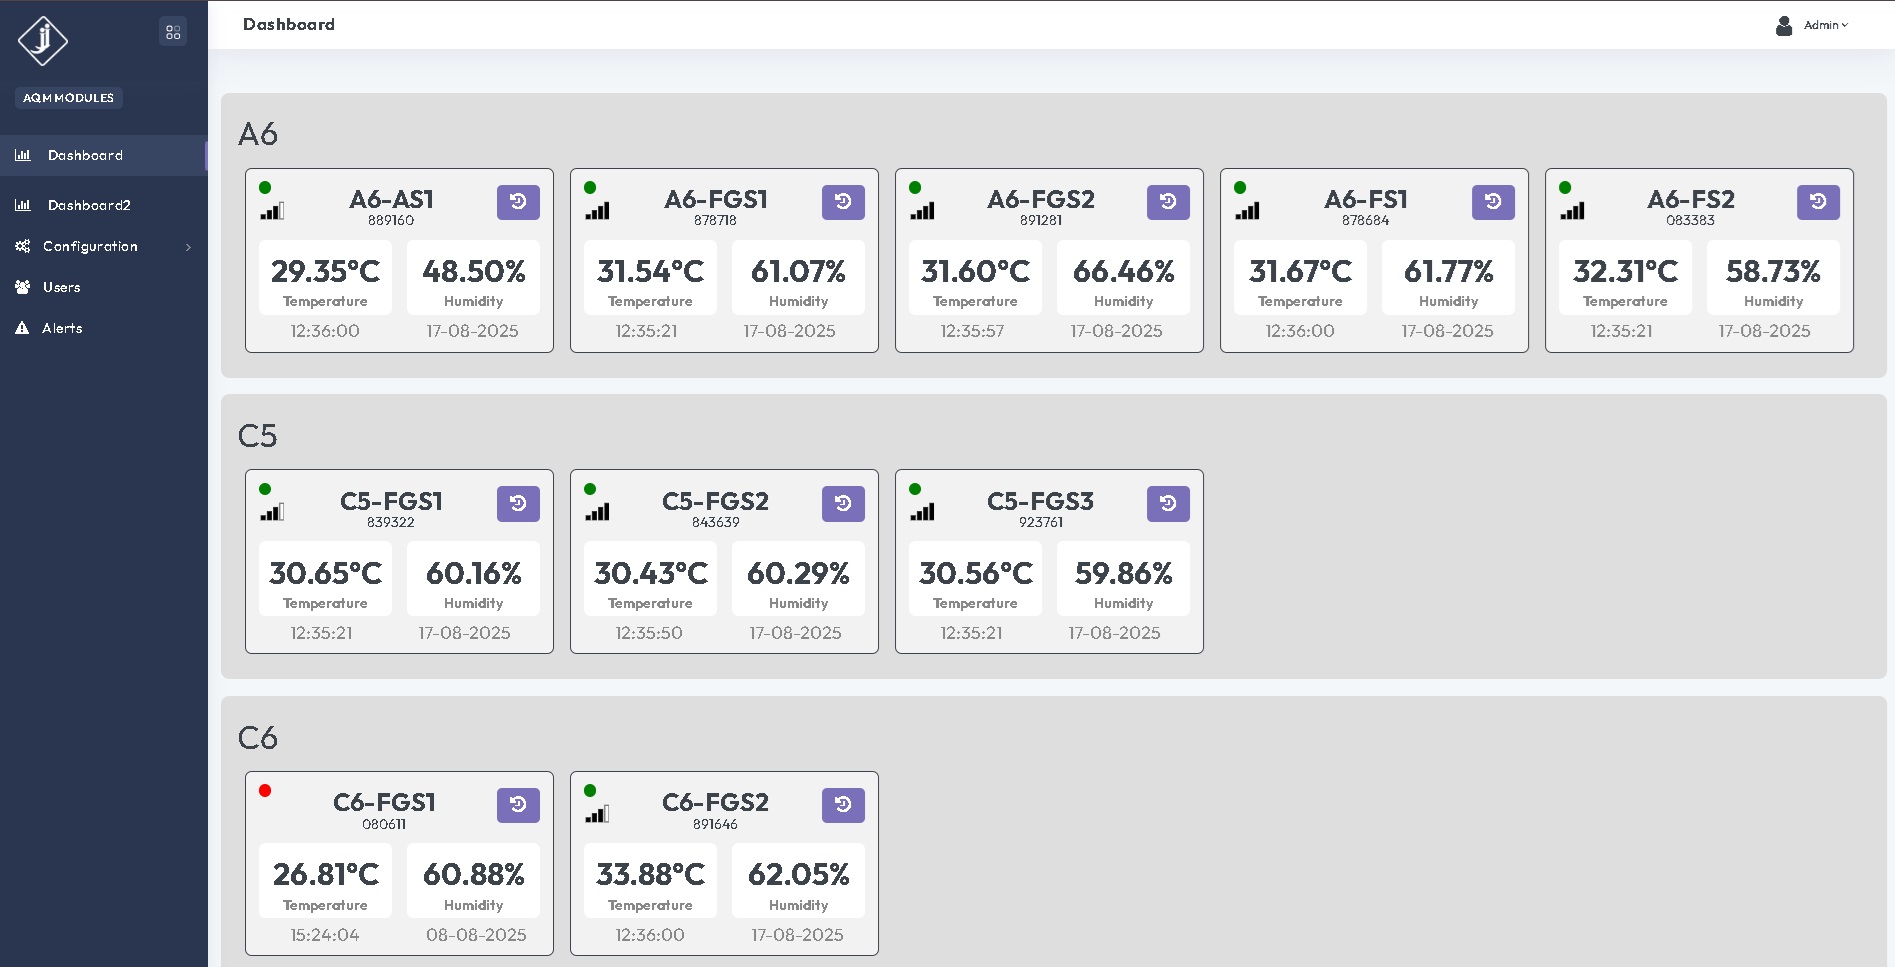 Dashboard
Admin
AQM MODULES
Dashboard
Dashboard2
Configuration
Users
Alerts
A6
A6-AS1
889160
29.35°C
Temperature
48.50%
Humidity
12:36:00
17-08-2025
A6-FGS1
878718
31.54°C
Temperature
61.07%
Humidity
12:35:21
17-08-2025
A6-FGS2
891281
31.60°C
Temperature
66.46%
Humidity
12:35:57
17-08-2025
A6-FS1
878684
31.67°C
Temperature
61.77%
Humidity
12:36:00
17-08-2025
A6-FS2
083383
32.31°C
Temperature
58.73%
Humidity
12:35:21
17-08-2025
C5
C5-FGS1
839322
30.65°C
Temperature
60.16%
Humidity
12:35:21
17-08-2025
C5-FGS2
843639
30.43°C
Temperature
60.29%
Humidity
12:35:50
17-08-2025
C5-FGS3
923761
30.56°C
Temperature
59.86%
Humidity
12:35:21
17-08-2025
C6
C6-FGS1
080611
26.81°C
Temperature
60.88%
Humidity
15:24:04
08-08-2025
C6-FGS2
891646
33.88°C
Temperature
62.05%
Humidity
12:36:00
17-08-2025